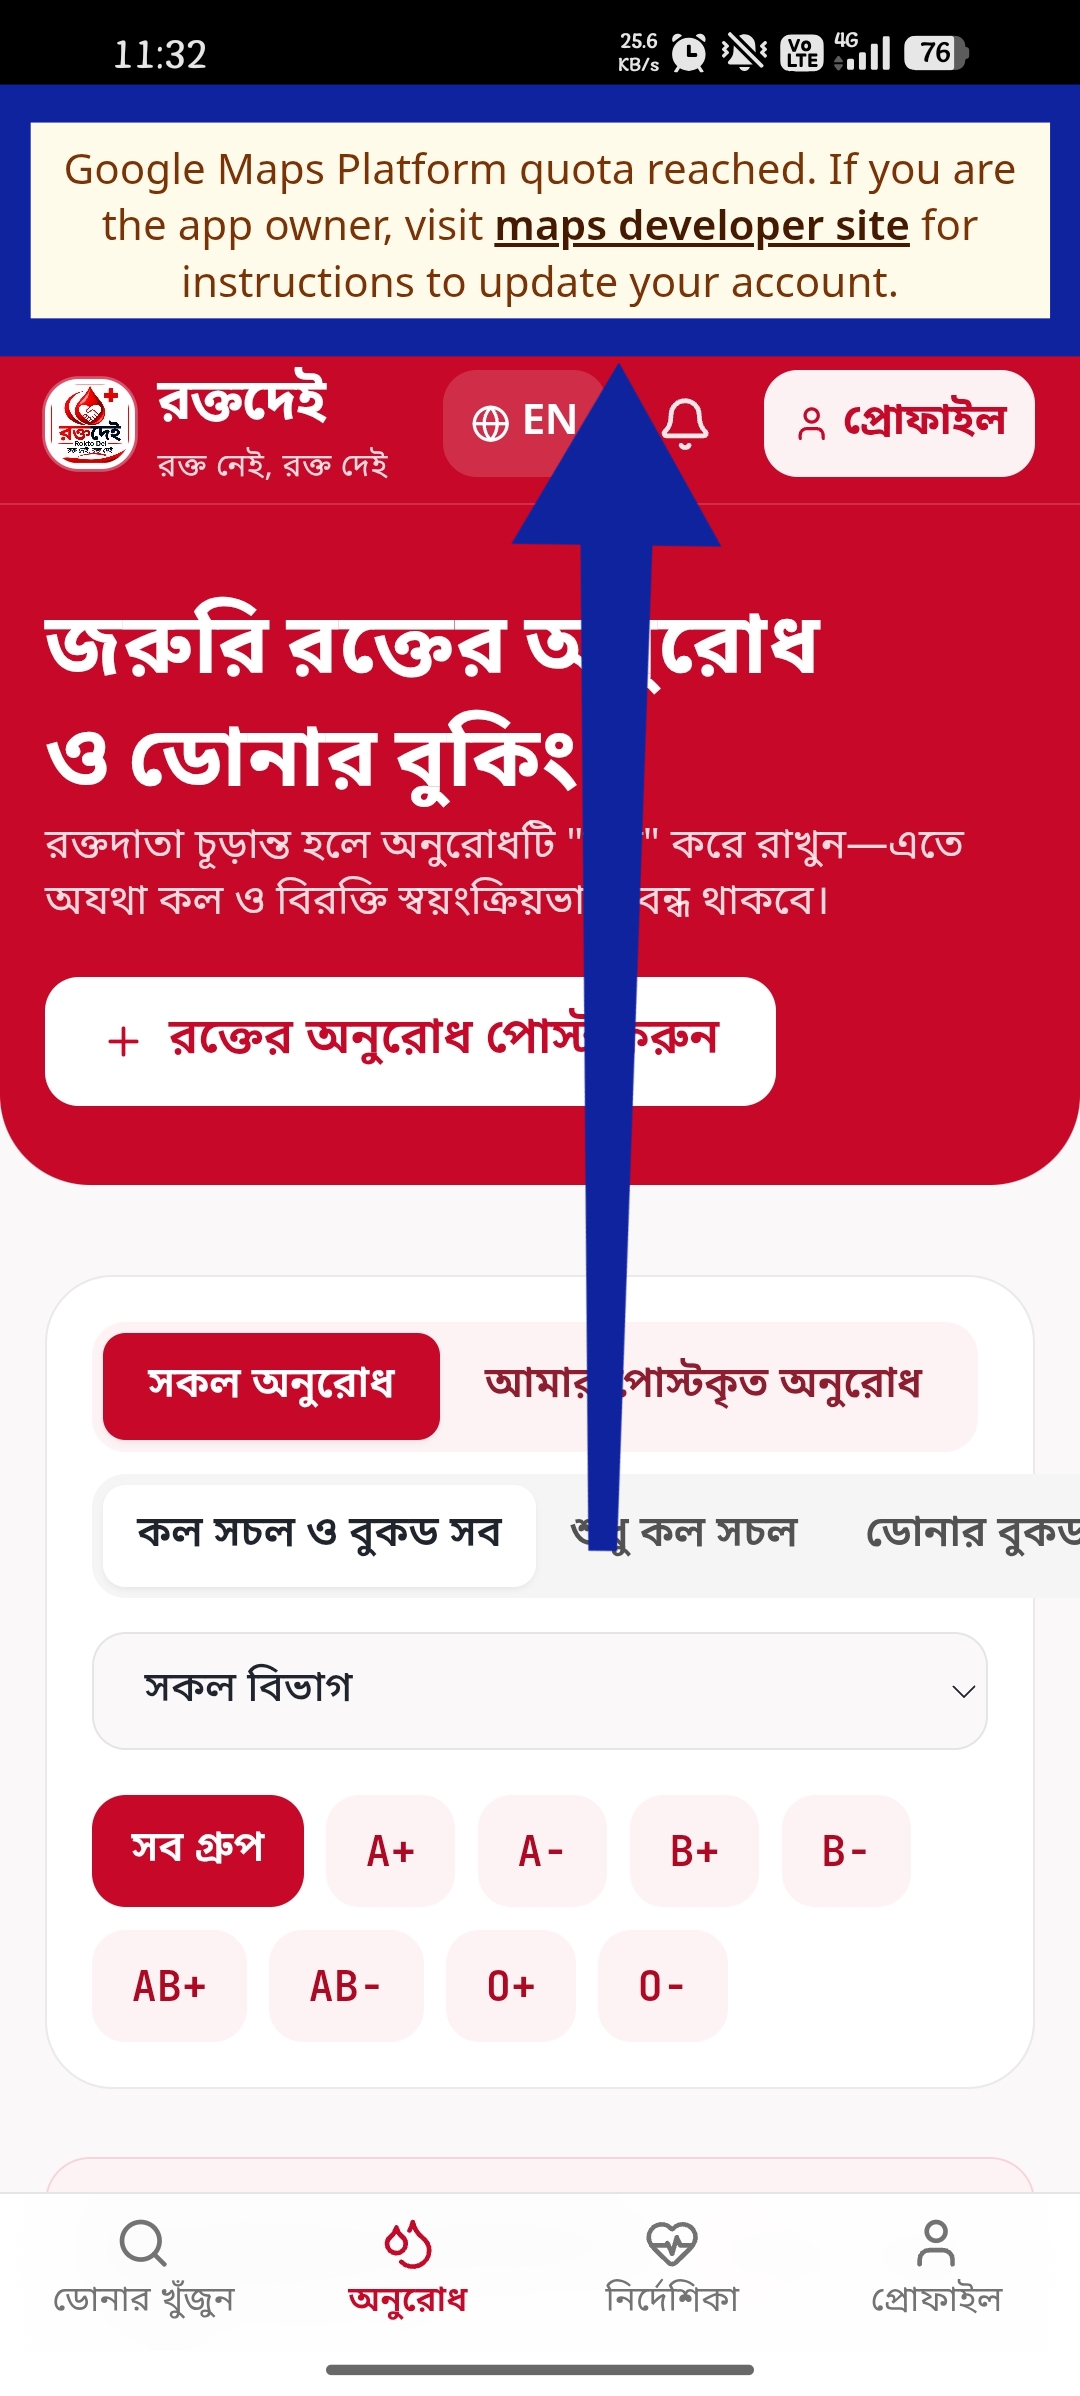 11:32
25.6
KB/s
Vo
LTE
4G
76
Google Maps Platform quota reached. If you are
the app owner, visit maps developer site for
instructions to update your account.
রক্তদেই
রক্ত নেই, রক্ত দেই
EN
প্রোফাইল
জরুরি রক্তের
ও ডোনার বুকিং
রক্তদাতা চূড়ান্ত হলে অনুরোধটি " " করে রাখুন—এতে
অযথা কল ও বিরক্তি বন্ধ থাকবে।
+ রক্তের অনুরোধ পোস্ট করুন
সকল অনুরোধ
আমার পোস্টকৃত অনুরোধ
কল সচল ও বুকড সব
শুধু কল সচল
ডোনার বুকড
সকল বিভাগ
সব গ্রুপ
A+
A-
B+
B-
AB+
AB-
O+
O-
ডোনার খুঁজুন
অনুরোধ
নির্দেশিকা
প্রোফাইল